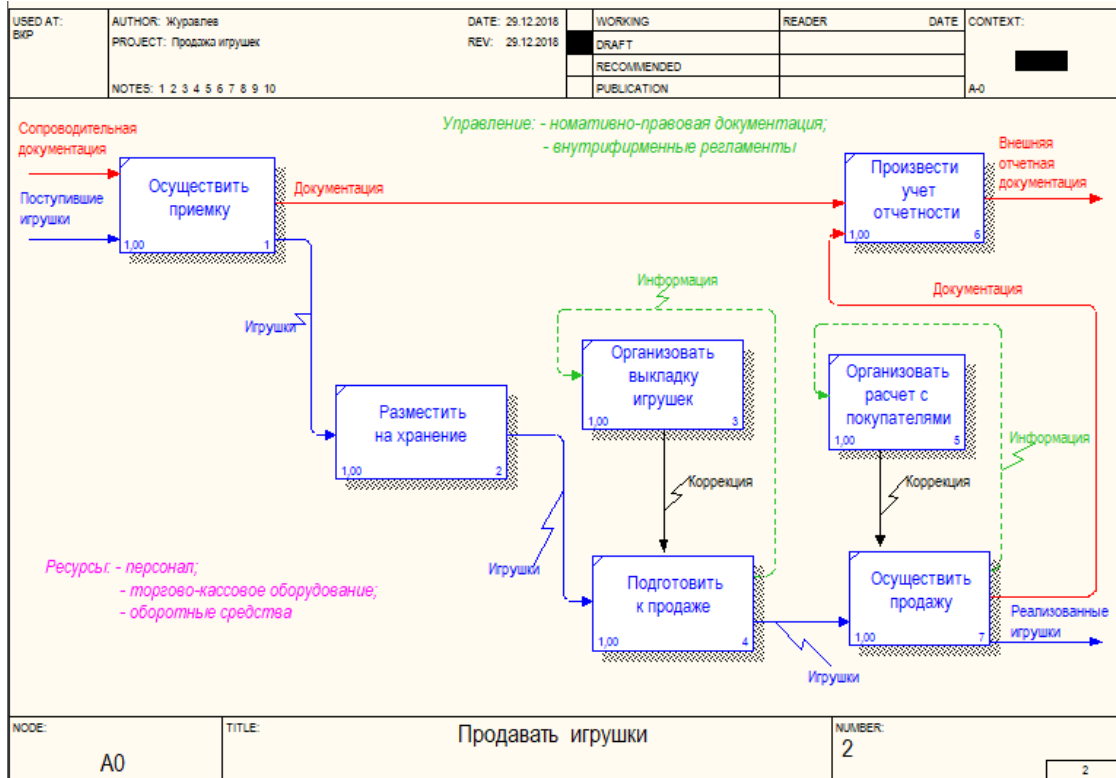 USED AT:
ВКР
AUTHOR: Журавлев
DATE: 29.12.2018
PROJECT: Продажа игрушек
REV: 29.12.2018
NOTES: 1 2 3 4 5 6 7 8 9 10
WORKING
DRAFT
RECOMMENDED
PUBLICATION
READER
DATE
CONTEXT:
A-0
Сопроводительная
документация
Поступившие
игрушки
Осуществить
приемку
1,00
1
Документация
Управление: - номативно-правовая документация;
- внутрифирменные регламенты
Произвести
учет
отчетности
1,00
6
Внешняя
отчетная
документация
Игрушки
Информация
Документация
Организовать
выкладку
игрушек
1,00
3
Организовать
расчет с
покупателями
1,00
5
Разместить
на хранение
1,00
2
Информация
Коррекция
Коррекция
Ресурсы: - персонал;
- торгово-кассовое оборудование;
- оборотные средства
Игрушки
Подготовить
к продаже
1,00
4
Осуществить
продажу
1,00
7
Реализованные
игрушки
Игрушки
NODE:
A0
TITLE:
Продавать игрушки
NUMBER:
2
2